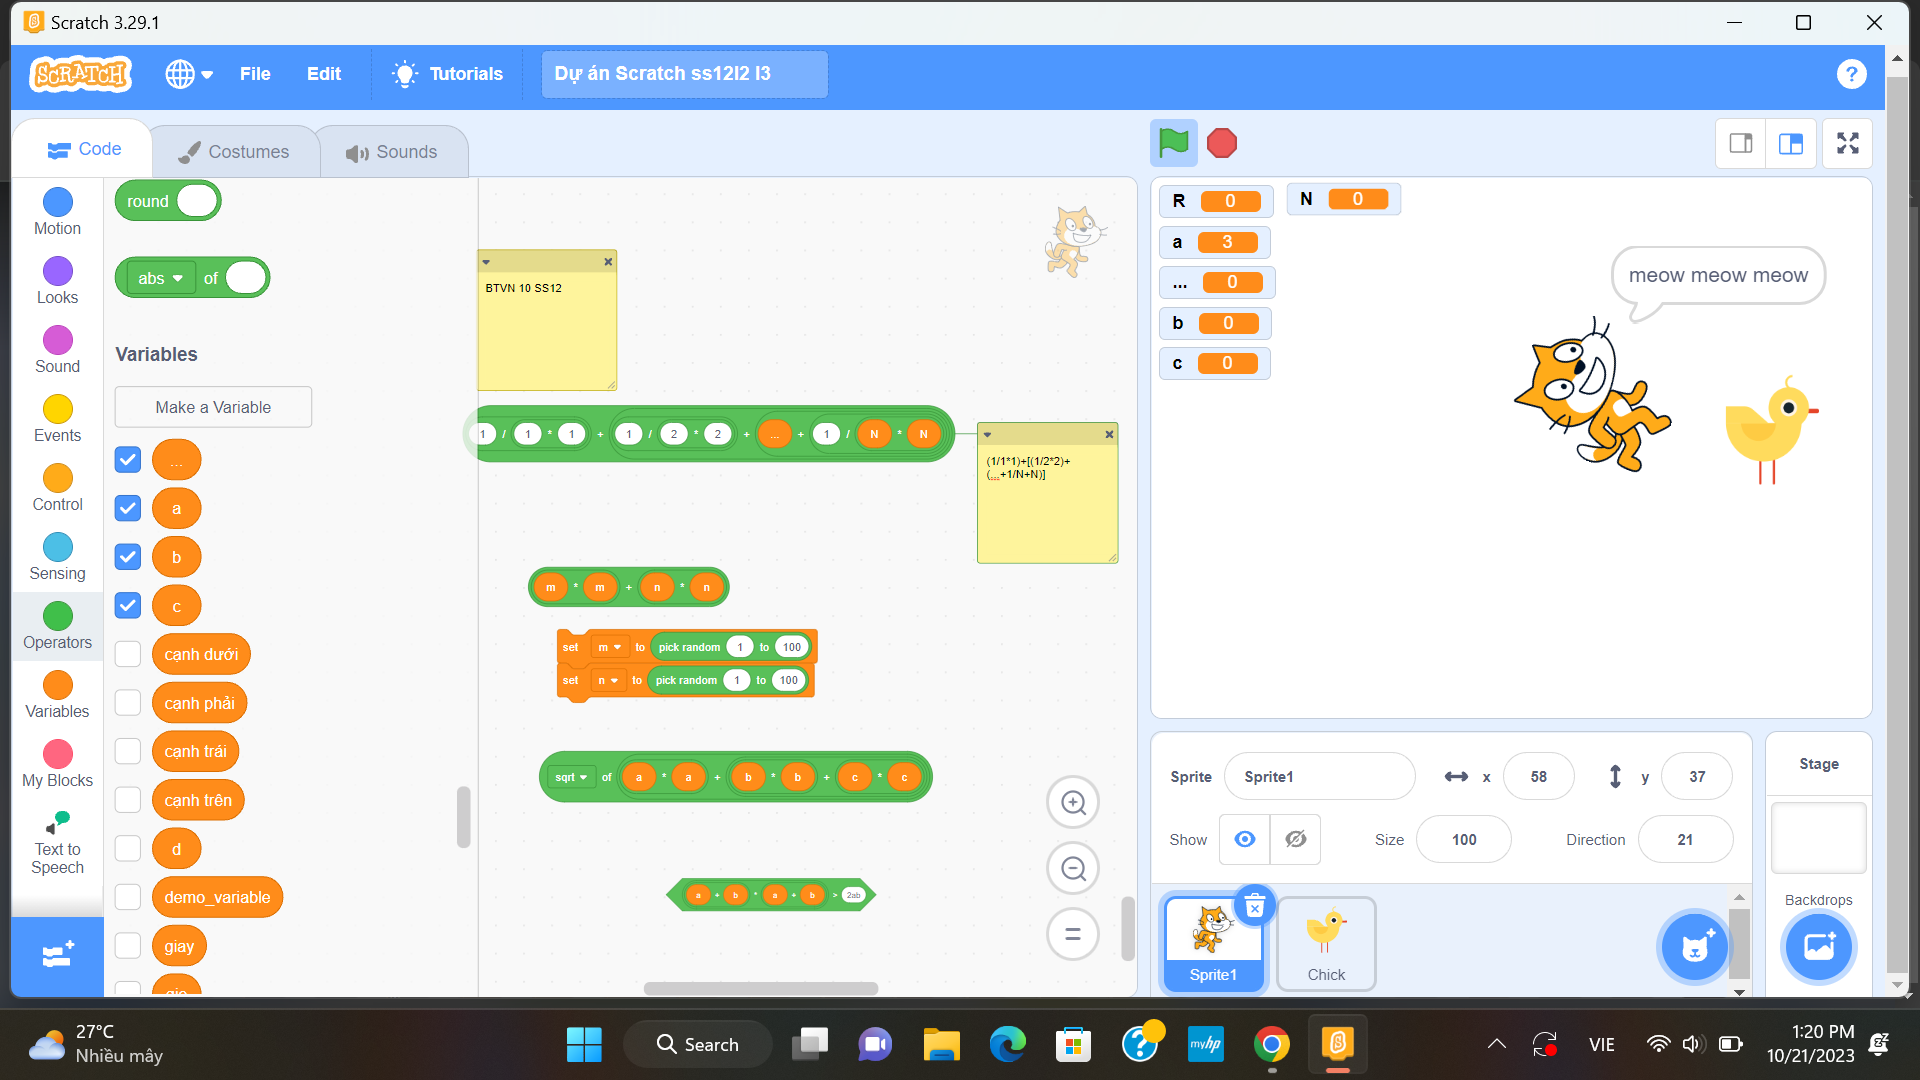 Scratch 3.29.1
SCRATCH
File
Edit
Tutorials
Dự án Scratch ss12l2 l3
?
Code
Costumes
Sounds
Motion
Looks
Sound
Events
Control
Sensing
Operators
Variables
My Blocks
Text to
Speech
round
abs of
Variables
Make a Variable
...
a
b
c
cạnh dưới
cạnh phải
cạnh trái
cạnh trên
d
demo_variable
giay
BTVN 10 SS12
1 / 1 * 1 + 1 / 2 * 2 + ... + 1 / N * N
(1/1*1)+[(1/2*2)+
(...+1/N+N)]
m * m + n * n
set m to pick random 1 to 100
set n to pick random 1 to 100
sqrt of a * a + b * b + c * c
a + b * a + b > 2ab
R 0
N 0
a 3
... 0
b 0
c 0
meow meow meow
Sprite Sprite1 x 58 y 37
Show Size 100 Direction 21
Sprite1
Chick
Stage
Backdrops
27°C
Nhiều mây
Search
myhp
VIE
1:20 PM
10/21/2023